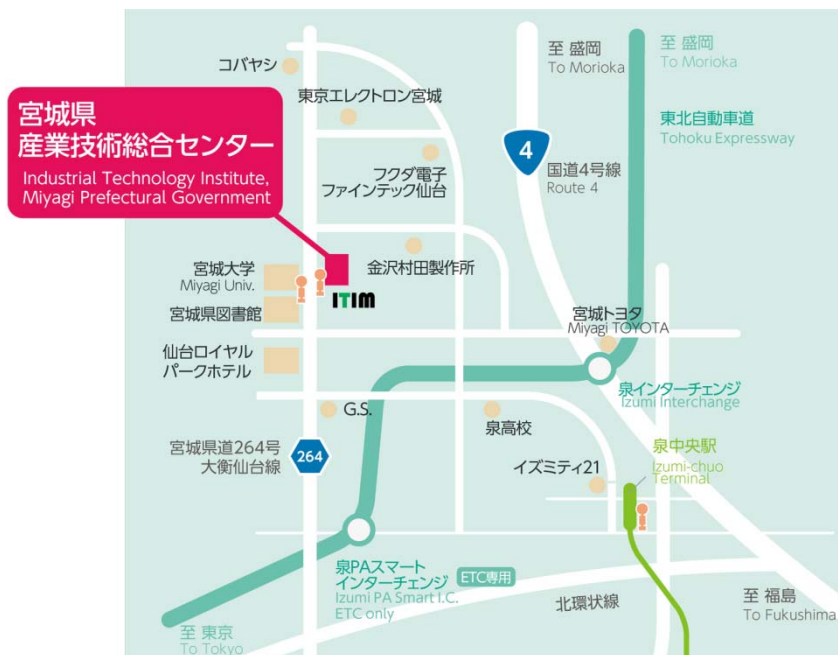 コバヤシ
至 盛岡
To Morioka
至 盛岡
To Morioka
宮城県
産業技術総合センター
Industrial Technology Institute,
Miyagi Prefectural Government
東京エレクトロン宮城
東北自動車道
Tohoku Expressway
4
国道4号線
Route 4
フクダ電子
ファインテック仙台
金沢村田製作所
宮城大学
Miyagi Univ.
ITIM
宮城県図書館
宮城トヨタ
Miyagi TOYOTA
仙台ロイヤル
パークホテル
泉インターチェンジ
Izumi Interchange
G.S.
泉高校
宮城県道264号
大衡仙台線
264
イズミティ21
泉中央駅
Izumi-chuo
Terminal
泉PAスマート
インターチェンジ
ETC専用
Izumi PA Smart I.C.
ETC only
北環状線
至 福島
To Fukushima
至 東京
To Tokyo